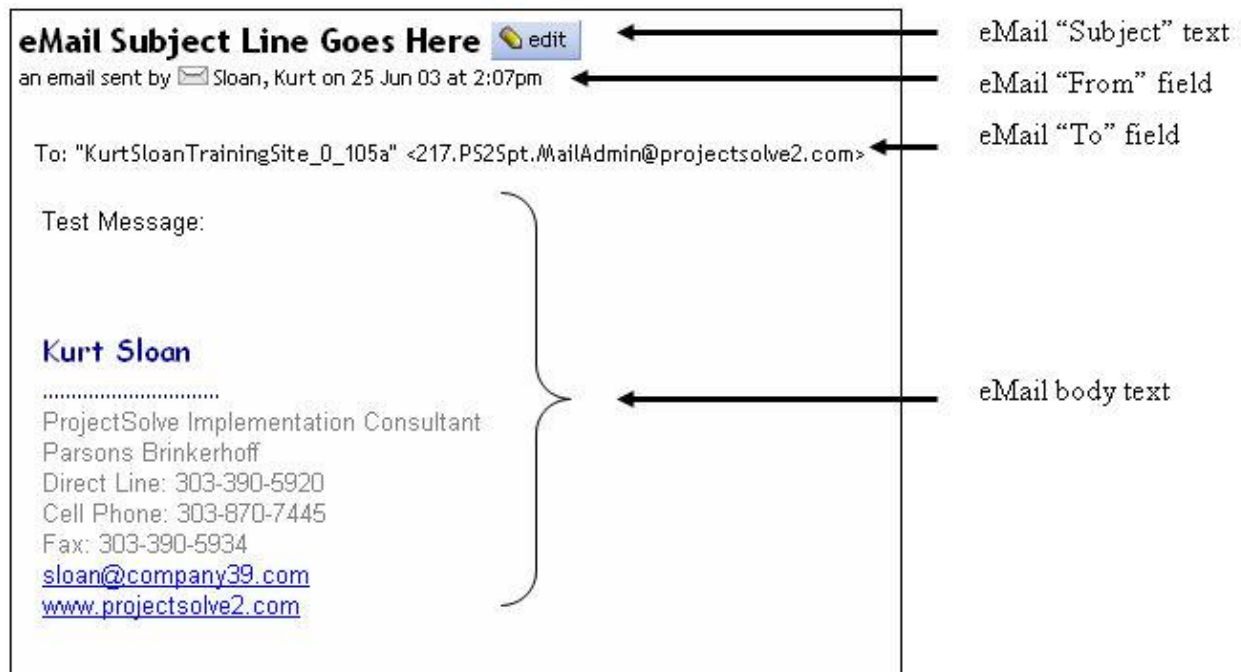 eMail Subject Line Goes Here edit
eMail “Subject” text
an email sent by Sloan, Kurt on 25 Jun 03 at 2:07pm
eMail “From” field
To: "KurtSloanTrainingSite_0_105a" <217.PS2Spt.MailAdmin@projectsolve2.com>
eMail “To” field
Test Message:
Kurt Sloan
...............................
ProjectSolve Implementation Consultant
Parsons Brinkerhoff
Direct Line: 303-390-5920
Cell Phone: 303-870-7445
Fax: 303-390-5934
sloan@company39.com
www.projectsolve2.com
eMail body text